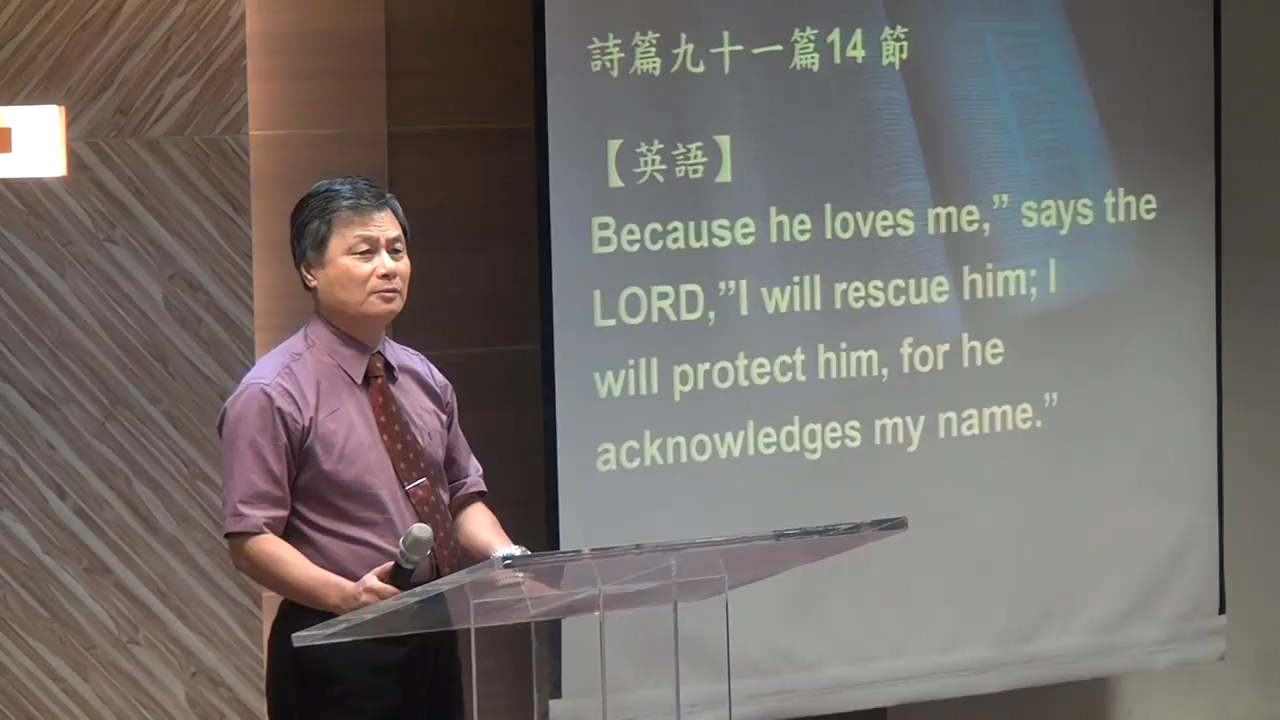 詩篇九十一篇14 節
【英語】
Because he loves me,” says the
LORD,”I will rescue him; I
will protect him, for he
acknowledges my name.”